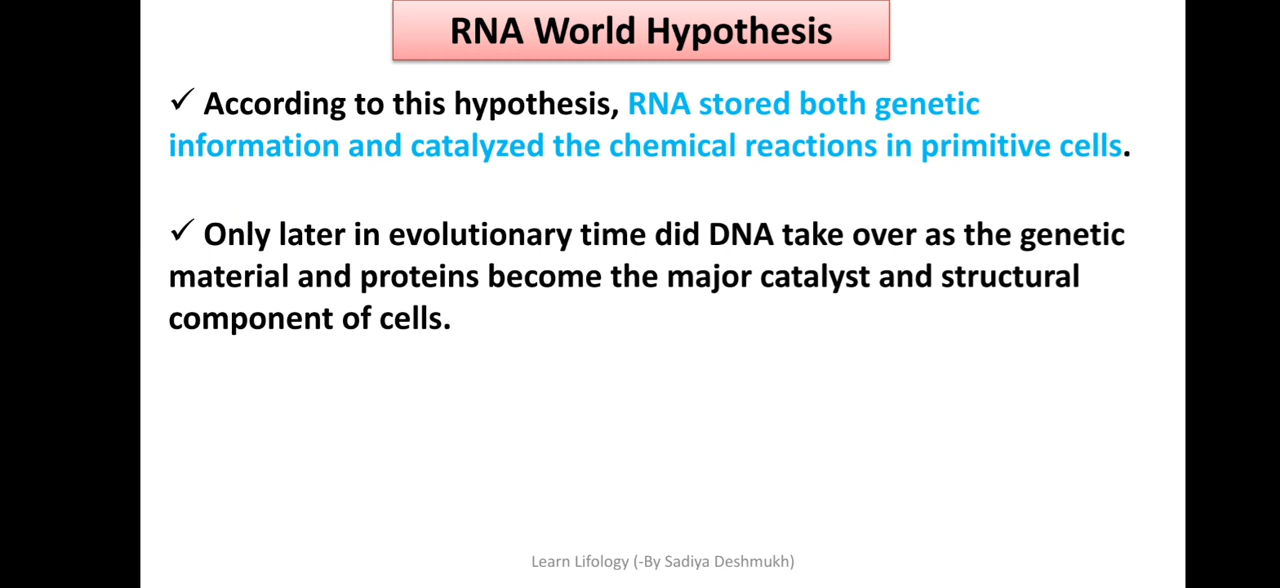 RNA World Hypothesis
✓ According to this hypothesis, RNA stored both genetic
information and catalyzed the chemical reactions in primitive cells.
✓ Only later in evolutionary time did DNA take over as the genetic
material and proteins become the major catalyst and structural
component of cells.
Learn Lifology (-By Sadiya Deshmukh)